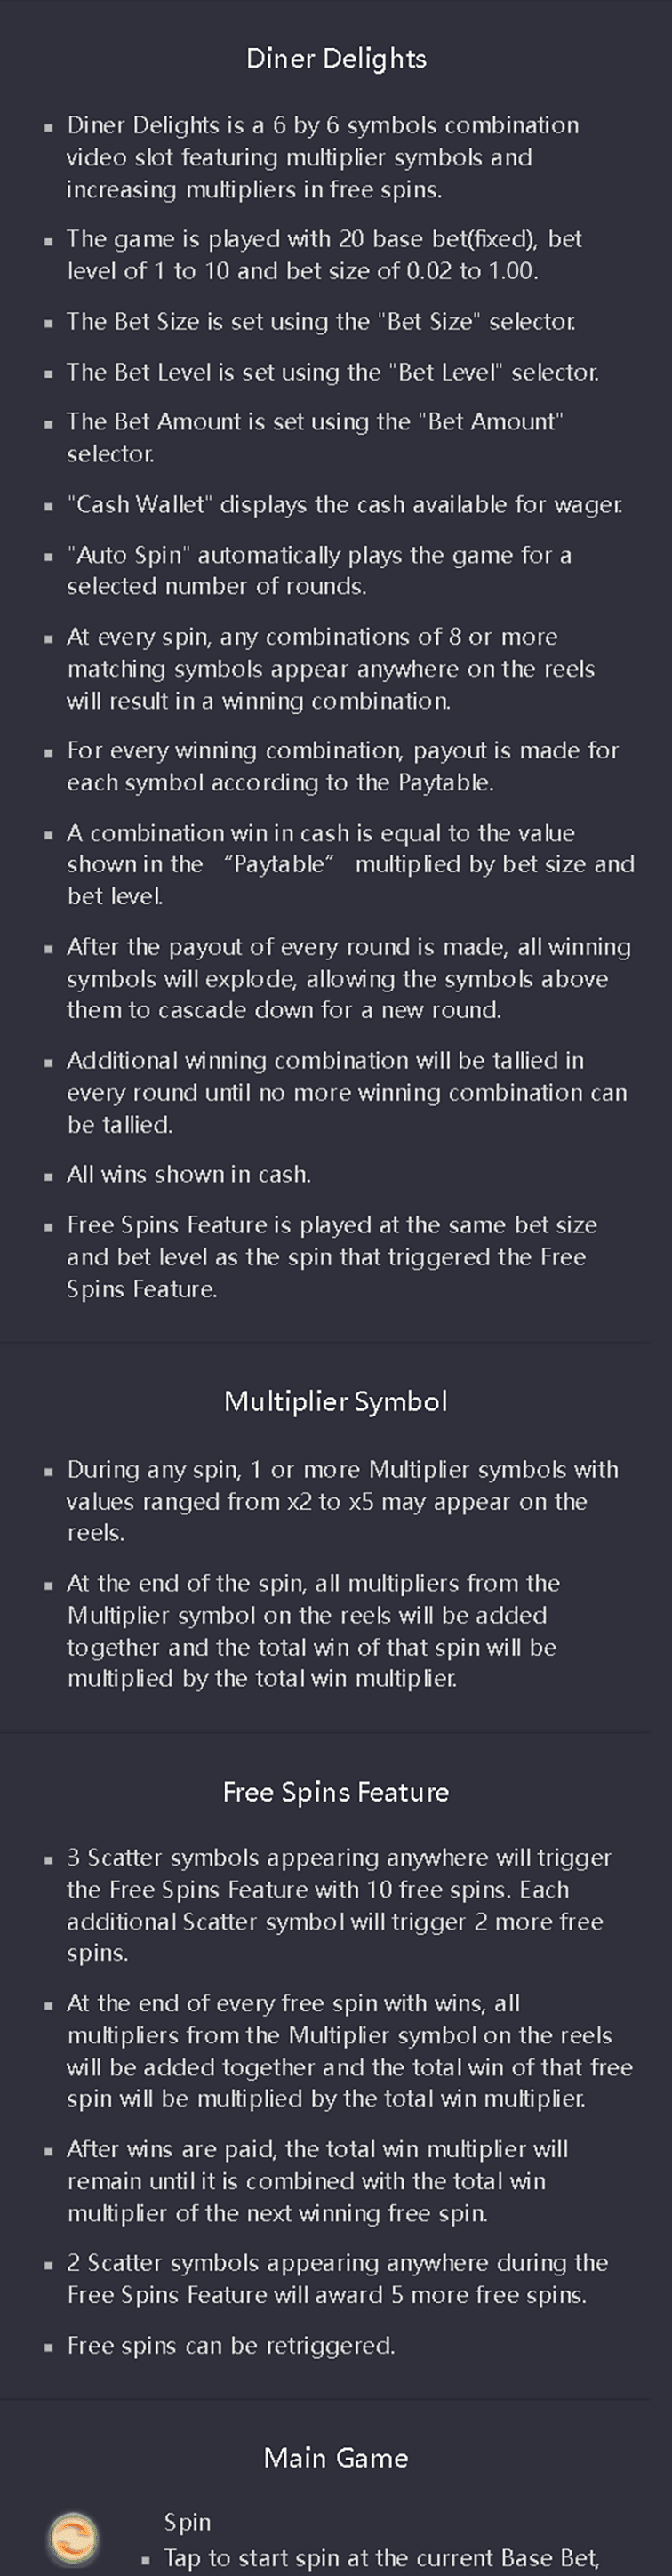 Diner Delights
▪ Diner Delights is a 6 by 6 symbols combination
video slot featuring multiplier symbols and
increasing multipliers in free spins.
▪ The game is played with 20 base bet(fixed), bet
level of 1 to 10 and bet size of 0.02 to 1.00.
▪ The Bet Size is set using the "Bet Size" selector.
▪ The Bet Level is set using the "Bet Level" selector.
▪ The Bet Amount is set using the "Bet Amount"
selector.
▪ "Cash Wallet" displays the cash available for wager.
▪ "Auto Spin" automatically plays the game for a
selected number of rounds.
▪ At every spin, any combinations of 8 or more
matching symbols appear anywhere on the reels
will result in a winning combination.
▪ For every winning combination, payout is made for
each symbol according to the Paytable.
▪ A combination win in cash is equal to the value
shown in the “Paytable” multiplied by bet size and
bet level.
▪ After the payout of every round is made, all winning
symbols will explode, allowing the symbols above
them to cascade down for a new round.
▪ Additional winning combination will be tallied in
every round until no more winning combination can
be tallied.
▪ All wins shown in cash.
▪ Free Spins Feature is played at the same bet size
and bet level as the spin that triggered the Free
Spins Feature.
Multiplier Symbol
▪ During any spin, 1 or more Multiplier symbols with
values ranged from x2 to x5 may appear on the
reels.
▪ At the end of the spin, all multipliers from the
Multiplier symbol on the reels will be added
together and the total win of that spin will be
multiplied by the total win multiplier.
Free Spins Feature
▪ 3 Scatter symbols appearing anywhere will trigger
the Free Spins Feature with 10 free spins. Each
additional Scatter symbol will trigger 2 more free
spins.
▪ At the end of every free spin with wins, all
multipliers from the Multiplier symbol on the reels
will be added together and the total win of that free
spin will be multiplied by the total win multiplier.
▪ After wins are paid, the total win multiplier will
remain until it is combined with the total win
multiplier of the next winning free spin.
▪ 2 Scatter symbols appearing anywhere during the
Free Spins Feature will award 5 more free spins.
▪ Free spins can be retriggered.
Main Game
Spin
▪ Tap to start spin at the current Base Bet,